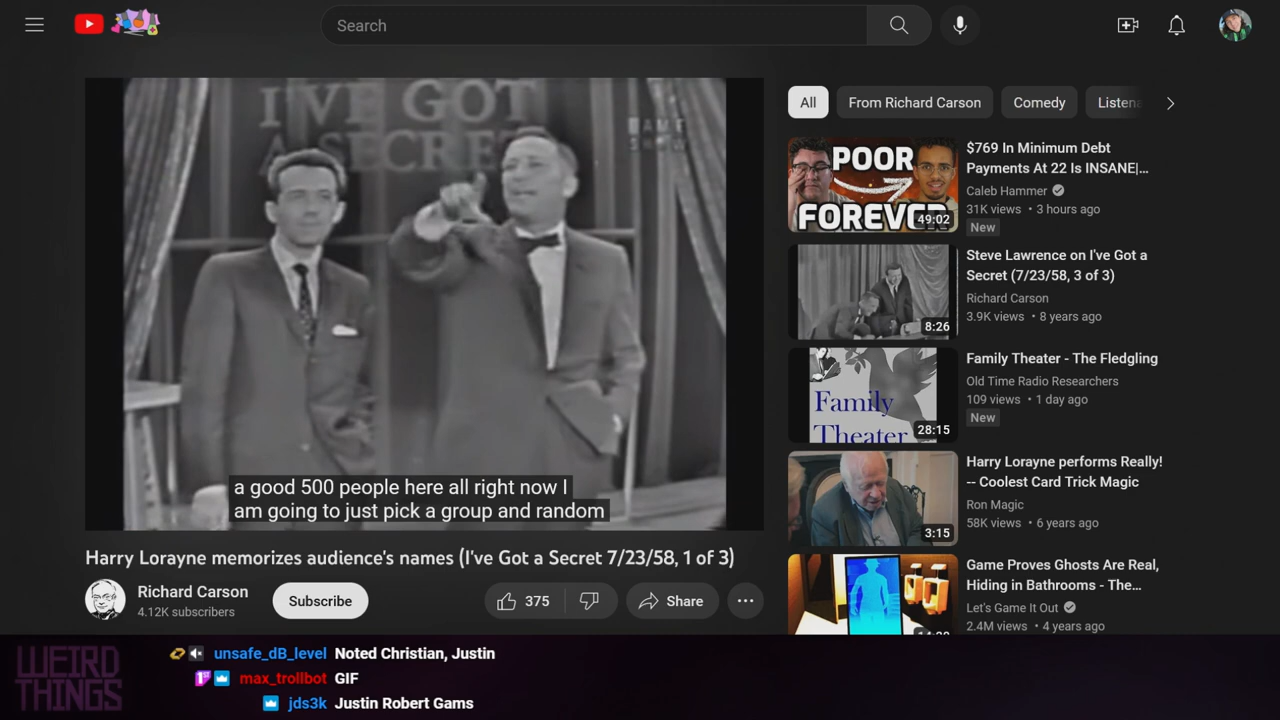 Search
I'VE GOT
A SECRET
GAME
SHOW
a good 500 people here all right now I
am going to just pick a group and random
Harry Lorayne memorizes audience's names (I've Got a Secret 7/23/58, 1 of 3)
Richard Carson
4.12K subscribers
Subscribe
375
Share
All
From Richard Carson
Comedy
POOR
FOREVER
49:02
$769 In Minimum Debt
Payments At 22 Is INSANE|...
Caleb Hammer
31K views • 3 hours ago
New
8:26
Steve Lawrence on I've Got a
Secret (7/23/58, 3 of 3)
Richard Carson
3.9K views • 8 years ago
Family
Theater
28:15
Family Theater - The Fledgling
Old Time Radio Researchers
109 views • 1 day ago
New
3:15
Harry Lorayne performs Really!
-- Coolest Card Trick Magic
Ron Magic
58K views • 6 years ago
Game Proves Ghosts Are Real,
Hiding in Bathrooms - The...
Let's Game It Out
2.4M views • 4 years ago
WEIRD
THINGS
unsafe_dB_level Noted Christian, Justin
1st max_trollbot GIF
jds3k Justin Robert Gams